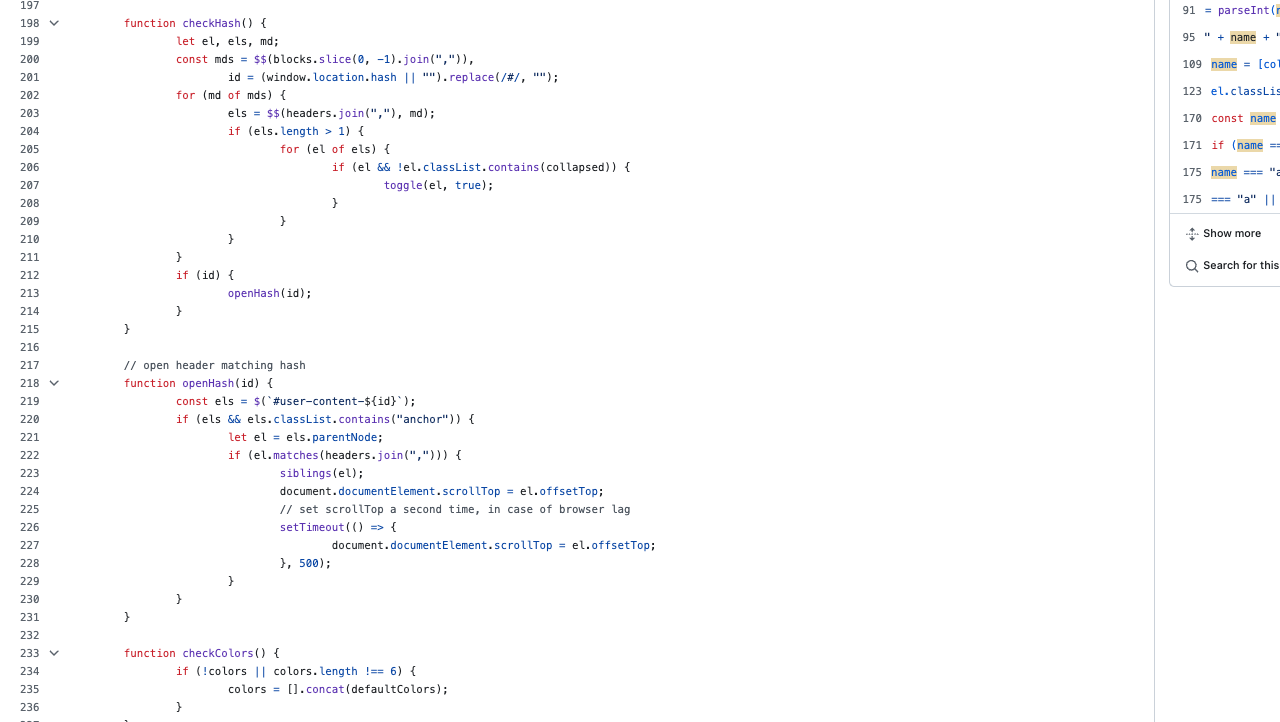 197
198 function checkHash() {
199 let el, els, md;
200 const mds = $$(blocks.slice(0, -1).join(",")),
201 id = (window.location.hash || "").replace(/#/, "");
202 for (md of mds) {
203 els = $$(headers.join(","), md);
204 if (els.length > 1) {
205 for (el of els) {
206 if (el && !el.classList.contains(collapsed)) {
207 toggle(el, true);
208 }
209 }
210 }
211 }
212 if (id) {
213 openHash(id);
214 }
215 }
216
217 // open header matching hash
218 function openHash(id) {
219 const els = $(`#user-content-${id}`);
220 if (els && els.classList.contains("anchor")) {
221 let el = els.parentNode;
222 if (el.matches(headers.join(","))) {
223 siblings(el);
224 document.documentElement.scrollTop = el.offsetTop;
225 // set scrollTop a second time, in case of browser lag
226 setTimeout(() => {
227 document.documentElement.scrollTop = el.offsetTop;
228 }, 500);
229 }
230 }
231 }
232
233 function checkColors() {
234 if (!colors || colors.length !== 6) {
235 colors = [].concat(defaultColors);
236 }
91 = parseInt(
95 " + name + "
109 name = [col
123 el.classLis
170 const name
171 if (name ==
175 name === "a
175 === "a" ||
Show more
Search for this